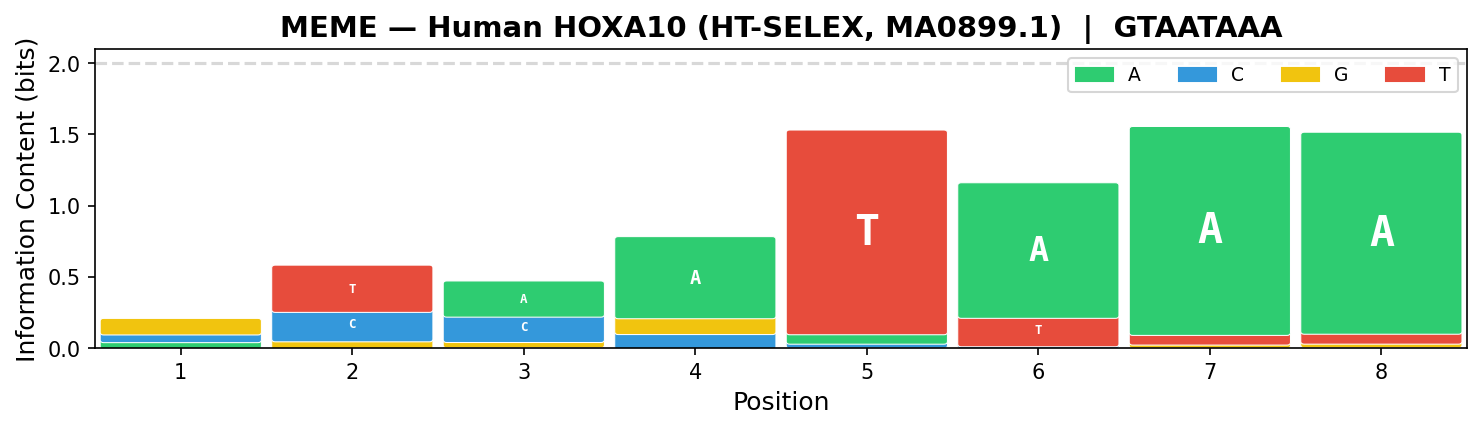 MEME — Human HOXA10 (HT-SELEX, MA0899.1)  |  GTAATAAA
Information Content (bits)
2.0
1.5
1.0
0.5
0.0
A C G T
T
C
A
C
A
T
A
T
A
A
1 2 3 4 5 6 7 8
Position